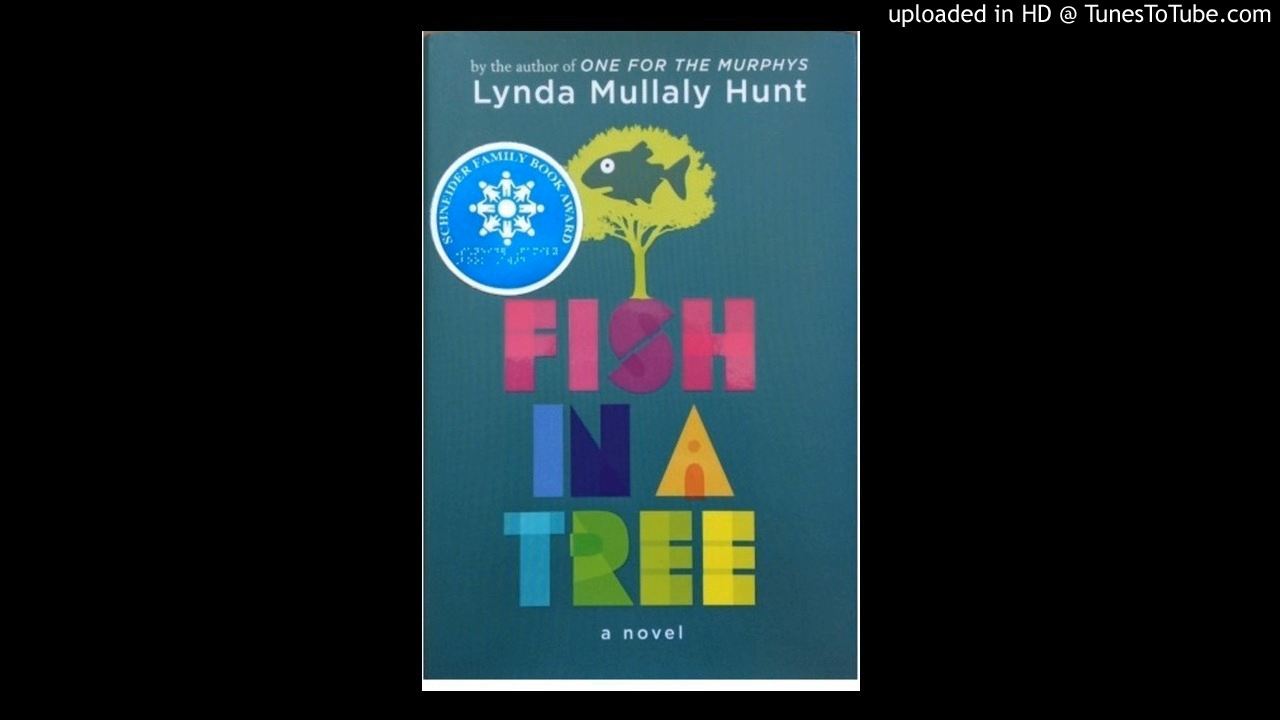 uploaded in HD @ TunesToTube.com
by the author of ONE FOR THE MURPHYS
Lynda Mullaly Hunt
SCHNEIDER FAMILY BOOK AWARD
FISH
IN A
TREE
a novel